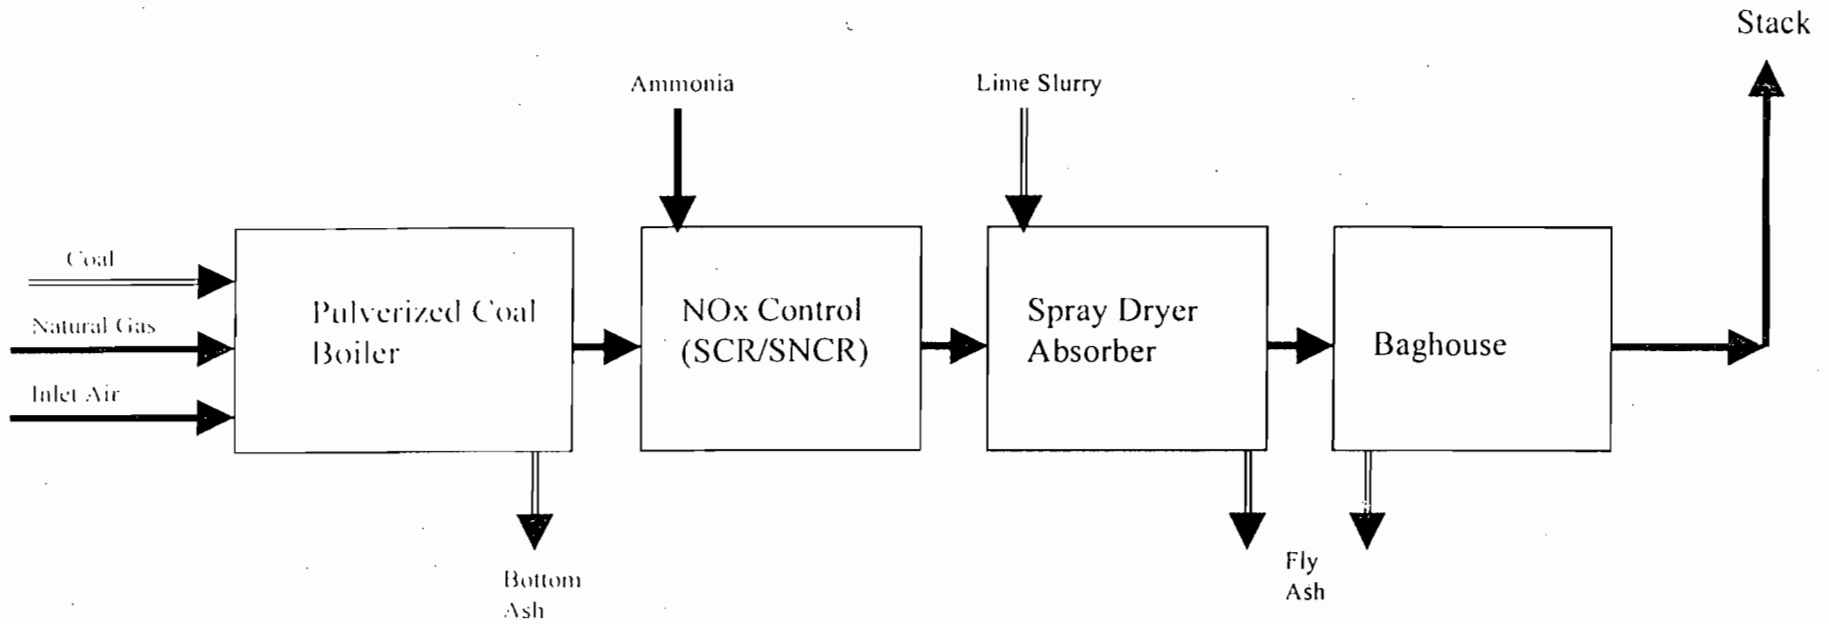 Stack
Ammonia
Lime Slurry
Coal
Natural Gas
Inlet Air
Pulverized Coal
Boiler
NOx Control
(SCR/SNCR)
Spray Dryer
Absorber
Baghouse
Bottom
Ash
Fly
Ash